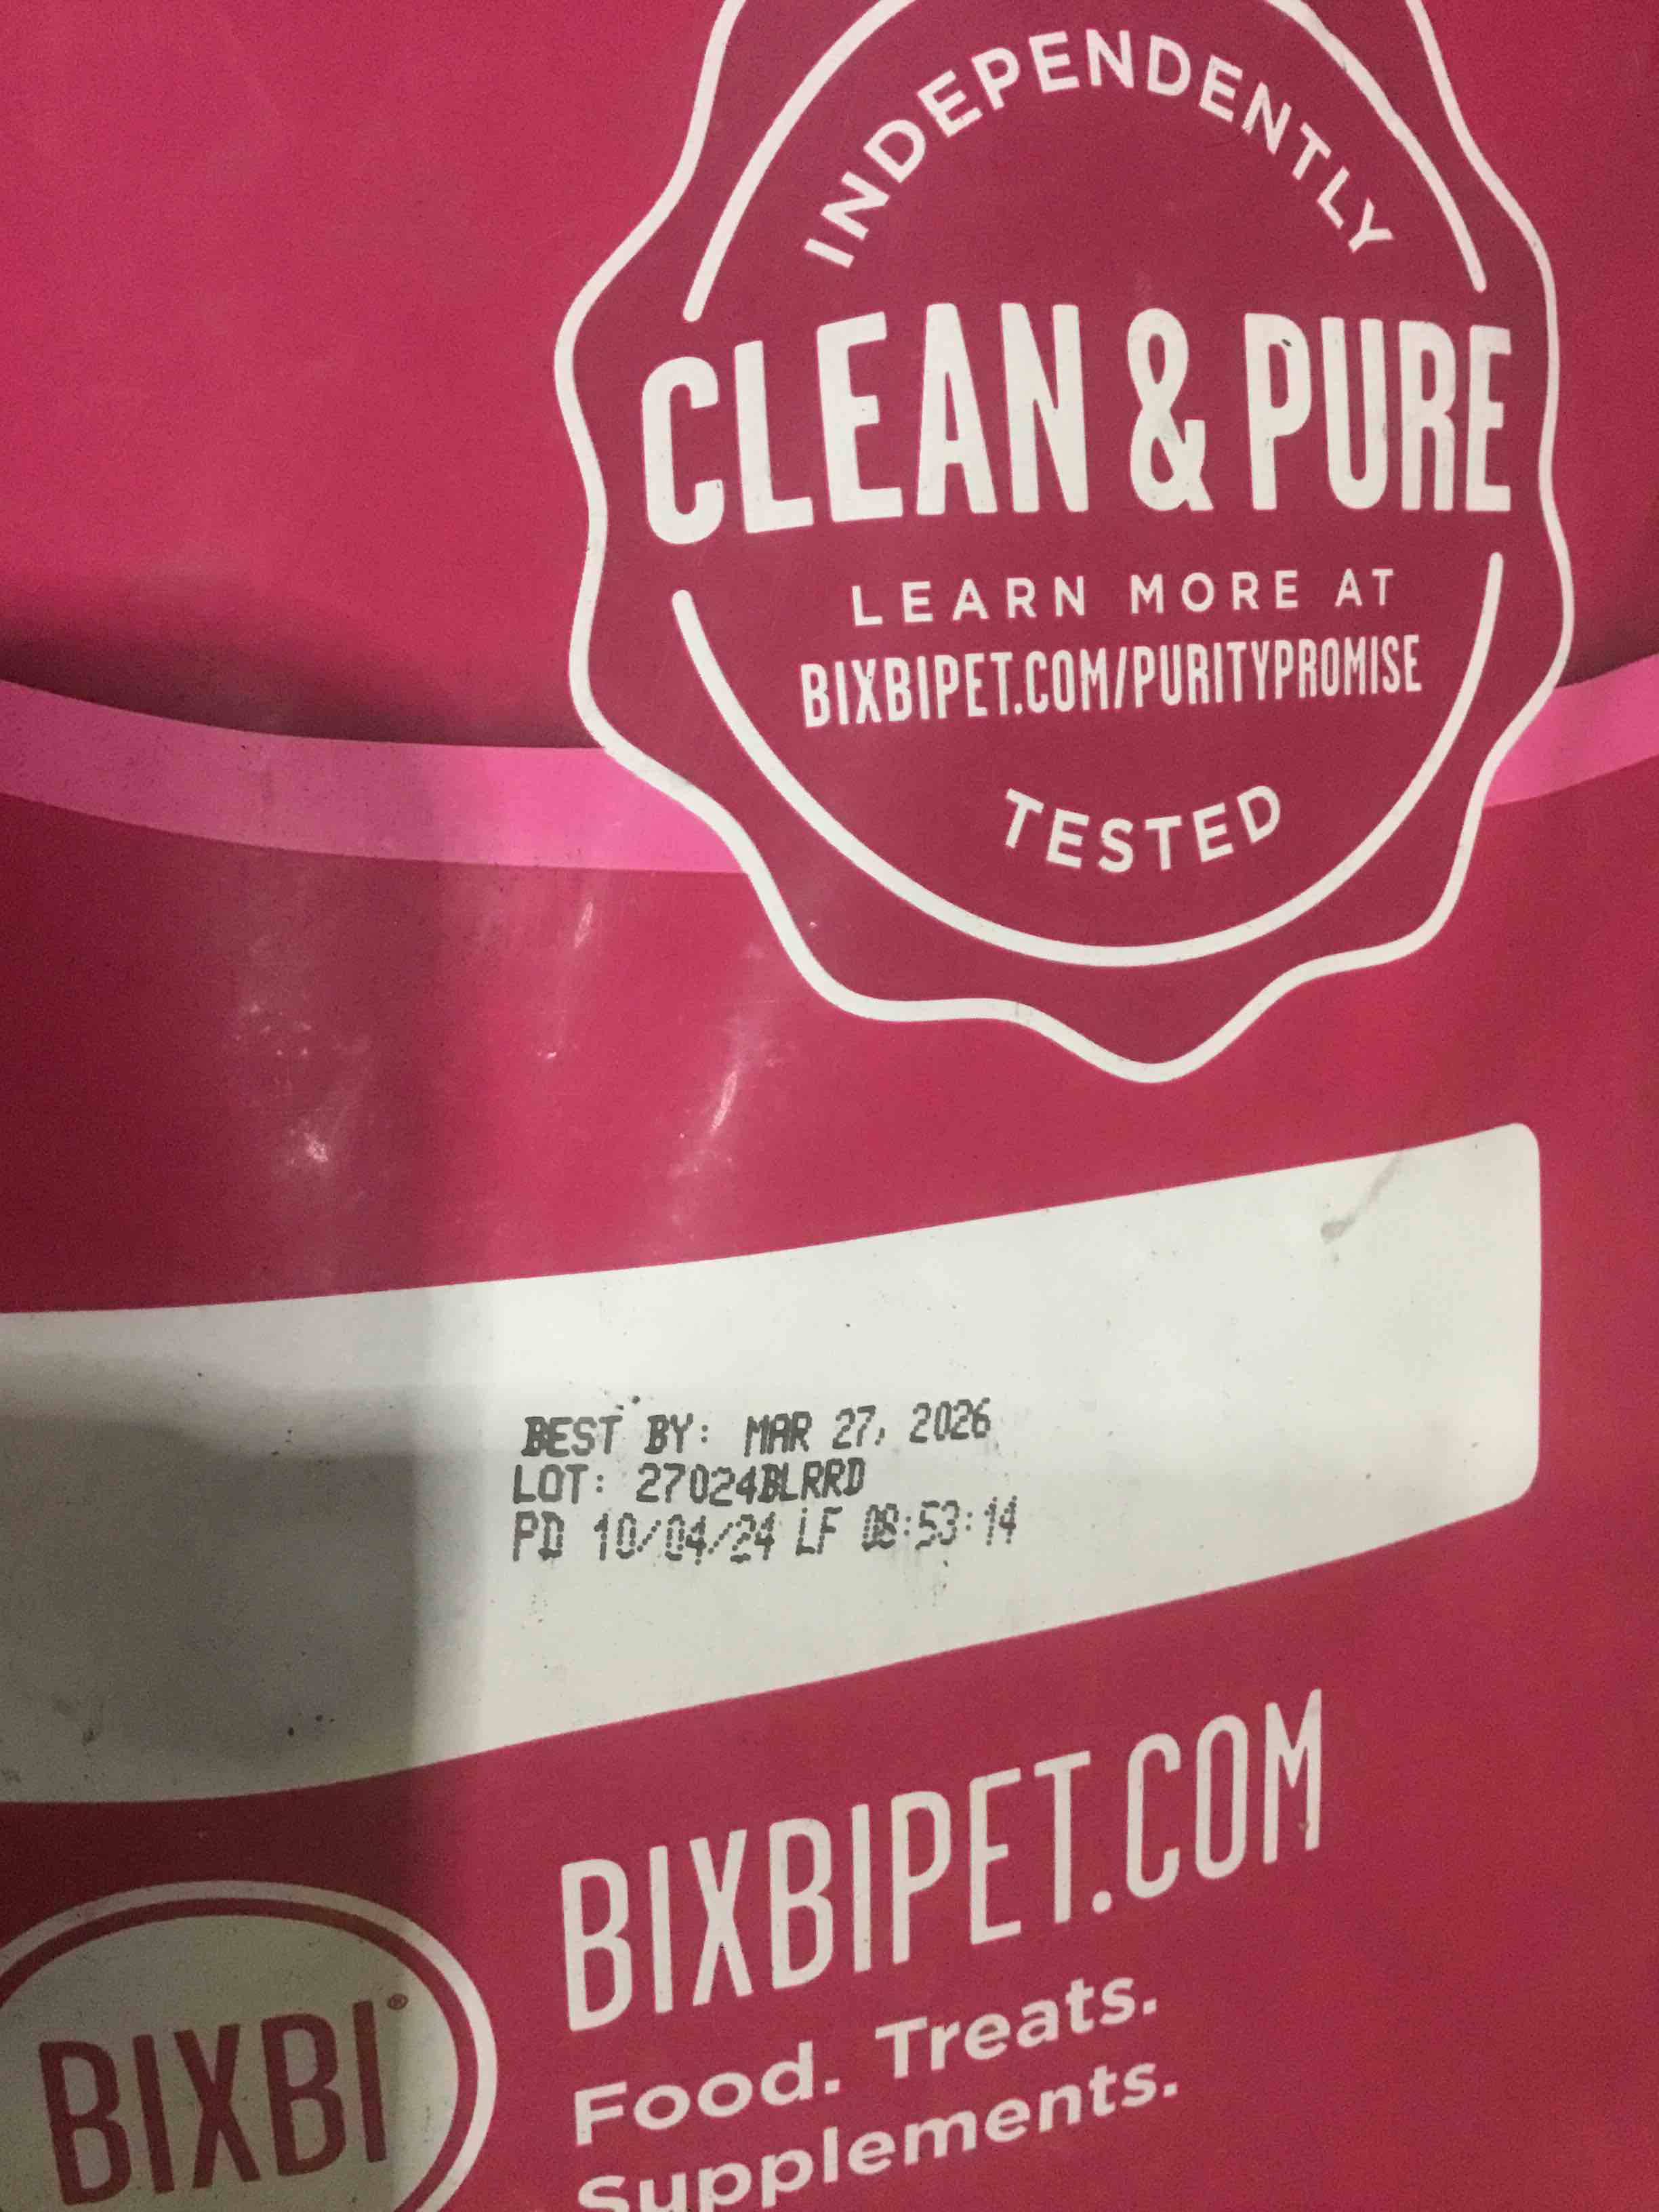 INDEPENDENTLY
CLEAN & PURE
LEARN MORE AT
BIXBIPET.COM/PURITYPROMISE
TESTED
BEST BY: MAR 27, 2026
LOT: 27024BLRRD
PD 10/04/24 LF 08:53:14
BIXBIPET.COM
Food. Treats.
Supplements.
BIXBI®